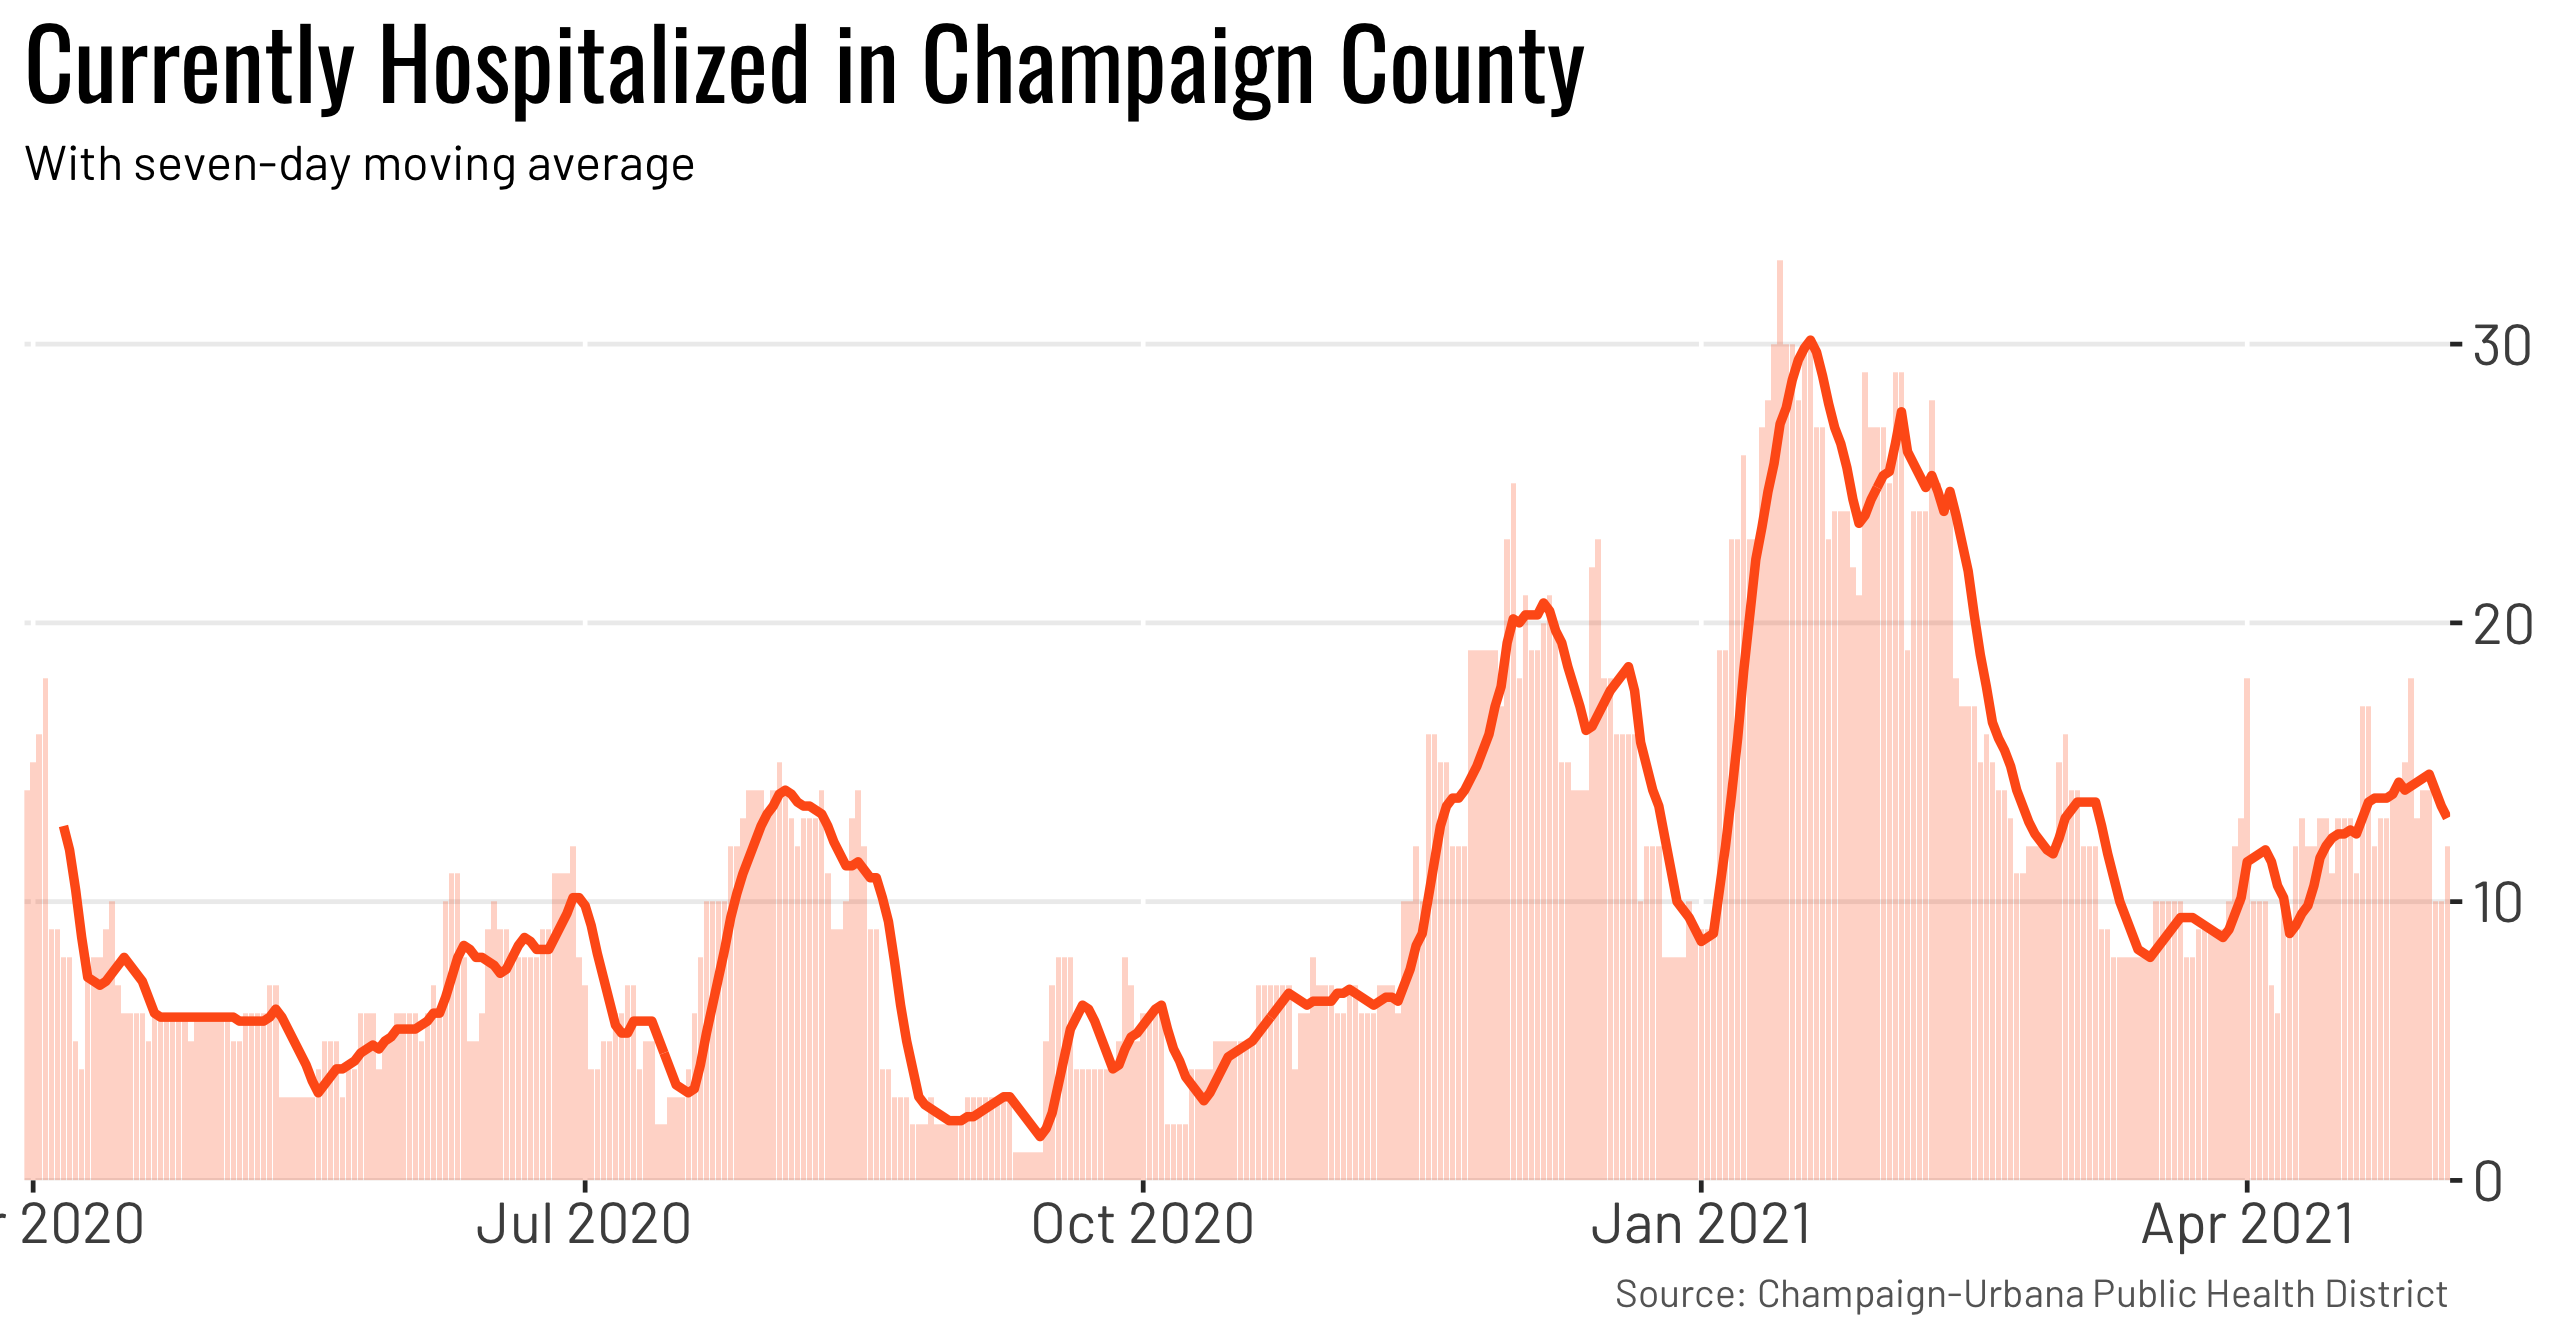 Currently Hospitalized in Champaign County
With seven-day moving average
30
20
10
0
2020 Jul 2020 Oct 2020 Jan 2021 Apr 2021
Source: Champaign-Urbana Public Health District